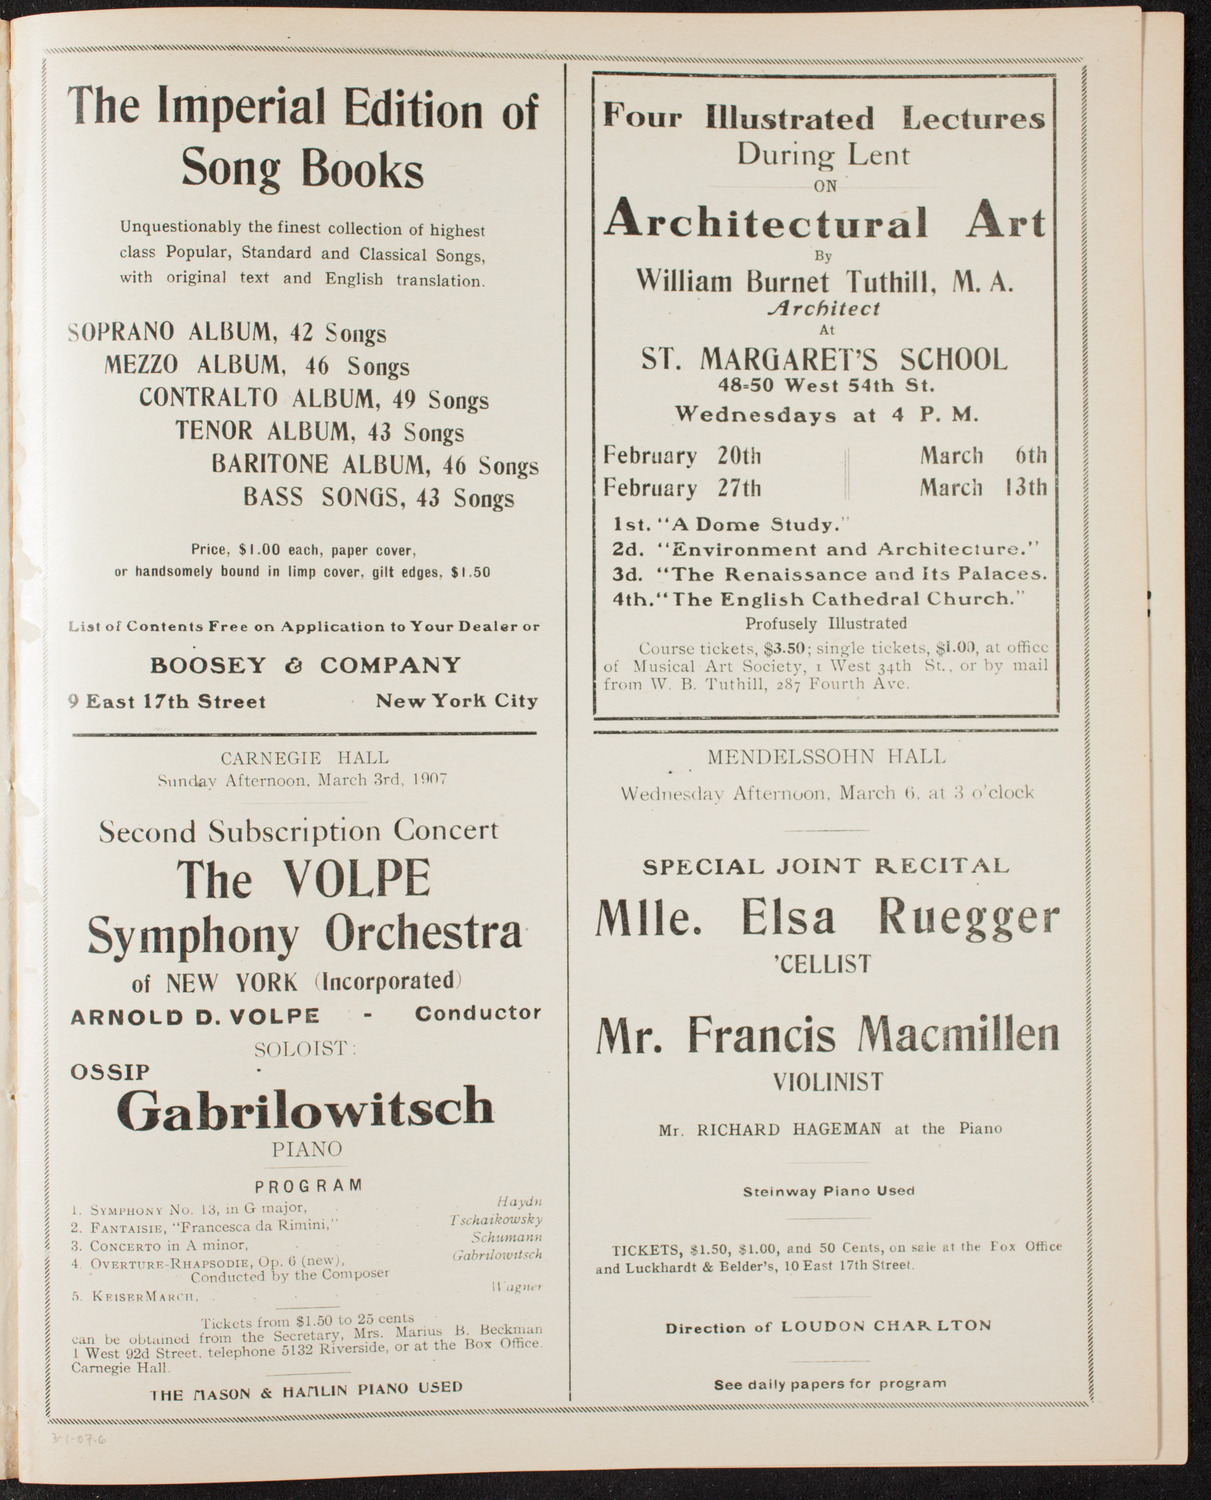 The Imperial Edition of
Song Books
Unquestionably the finest collection of highest
class Popular, Standard and Classical Songs,
with original text and English translation.
SOPRANO ALBUM, 42 Songs
MEZZO ALBUM, 46 Songs
CONTRALTO ALBUM, 49 Songs
TENOR ALBUM, 43 Songs
BARITONE ALBUM, 46 Songs
BASS SONGS, 43 Songs
Price, $1.00 each, paper cover,
or handsomely bound in limp cover, gilt edges, $1.50
List of Contents Free on Application to Your Dealer or
BOOSEY & COMPANY
9 East 17th Street New York City
CARNEGIE HALL
Sunday Afternoon, March 3rd, 1907
Second Subscription Concert
The VOLPE
Symphony Orchestra
of NEW YORK (Incorporated)
ARNOLD D. VOLPE - Conductor
SOLOIST:
OSSIP
Gabrilowitsch
PIANO
PROGRAM
1. SYMPHONY No. 13, in G major, Haydn
2. FANTAISIE, "Francesca da Rimini," Tschaikowsky
3. CONCERTO in A minor, Schumann
4. OVERTURE-RHAPSODIE, Op. 6 (new), Gabrilowitsch
Conducted by the Composer
5. KEISER MARCH, Wagner
Tickets from $1.50 to 25 cents
can be obtained from the Secretary, Mrs. Marius B. Beckman
1 West 92d Street, telephone 5132 Riverside, or at the Box Office.
Carnegie Hall.
THE MASON & HAMLIN PIANO USED
Four Illustrated Lectures
During Lent
ON
Architectural Art
By
William Burnet Tuthill, M. A.
Architect
At
ST. MARGARET'S SCHOOL
48=50 West 54th St.
Wednesdays at 4 P. M.
February 20th March 6th
February 27th March 13th
1st. "A Dome Study."
2d. "Environment and Architecture."
3d. "The Renaissance and Its Palaces.
4th. "The English Cathedral Church."
Profusely Illustrated
Course tickets, $3.50; single tickets, $1.00, at office
of Musical Art Society, 1 West 34th St., or by mail
from W. B. Tuthill, 287 Fourth Ave.
MENDELSSOHN HALL
Wednesday Afternoon, March 6, at 3 o'clock
SPECIAL JOINT RECITAL
Mlle. Elsa Ruegger
'CELLIST
Mr. Francis Macmillen
VIOLINIST
Mr. RICHARD HAGEMAN at the Piano
Steinway Piano Used
TICKETS, $1.50, $1.00, and 50 Cents, on sale at the Fox Office
and Luckhardt & Belder's, 10 East 17th Street.
Direction of LOUDON CHARLTON
See daily papers for program
3-1-07.6